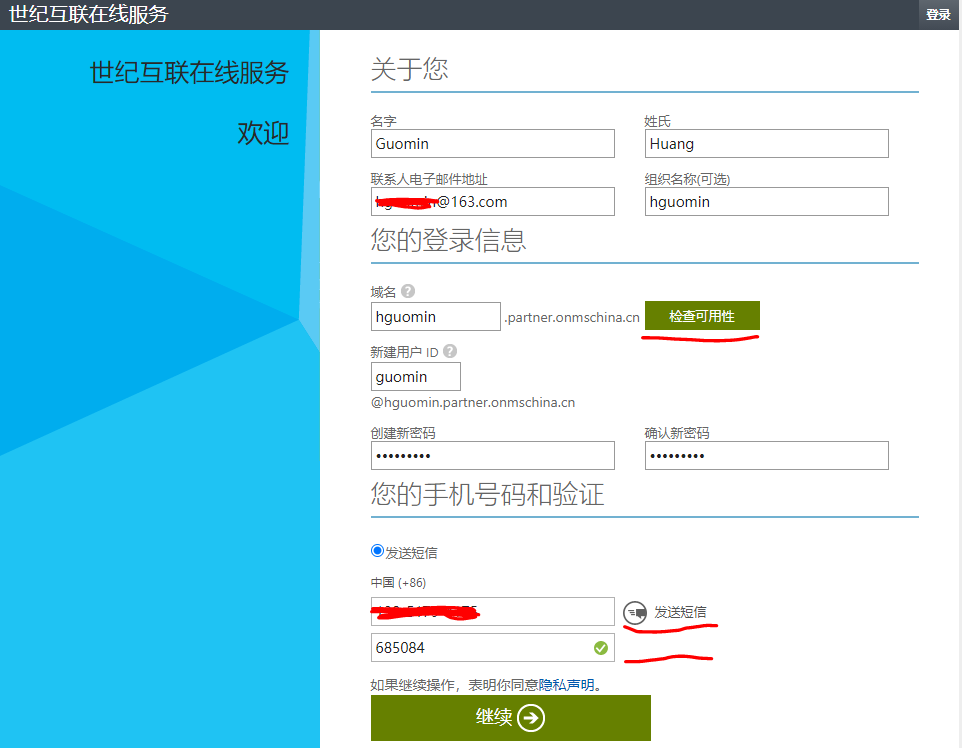 世纪互联在线服务 登录
世纪互联在线服务
欢迎
关于您
名字 姓氏
Guomin Huang
联系人电子邮件地址 组织名称(可选)
@163.com hguomin
您的登录信息
域名 ?
hguomin .partner.onmschina.cn 检查可用性
新建用户 ID ?
guomin
@hguomin.partner.onmschina.cn
创建新密码 确认新密码
••••••••• •••••••••
您的手机号码和验证
发送短信
中国 (+86)
发送短信
685084
如果继续操作，表明你同意隐私声明。
继续